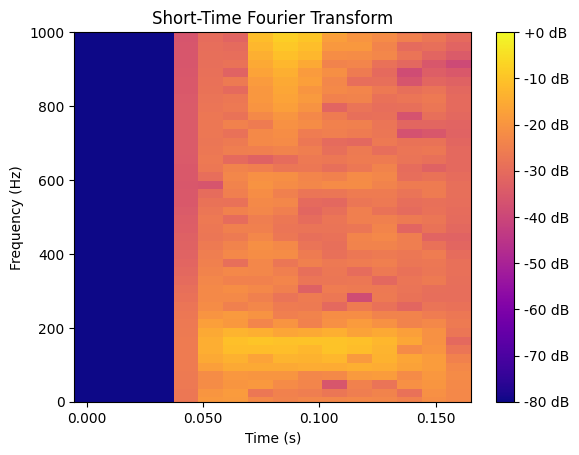 Short-Time Fourier Transform
1000
800
600
400
200
0
Frequency (Hz)
0.000
0.050
0.100
0.150
Time (s)
+0 dB
-10 dB
-20 dB
-30 dB
-40 dB
-50 dB
-60 dB
-70 dB
-80 dB